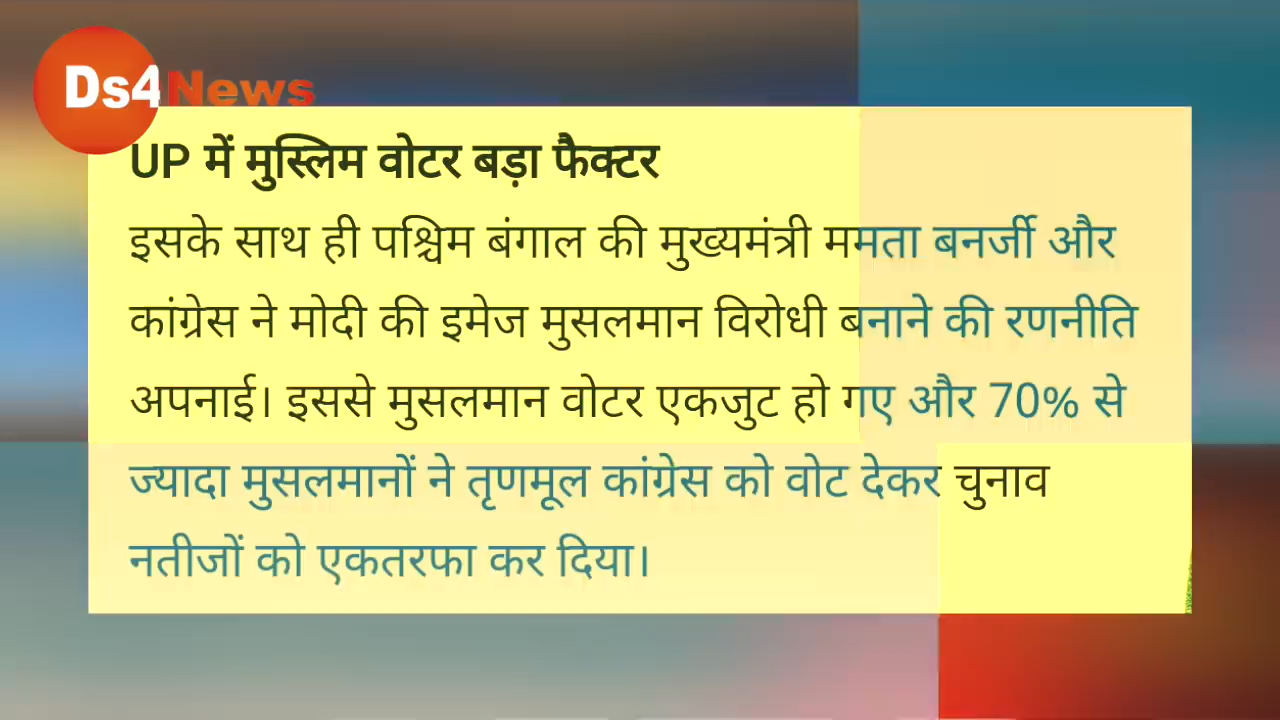 Ds4News
UP में मुस्लिम वोटर बड़ा फैक्टर
इसके साथ ही पश्चिम बंगाल की मुख्यमंत्री ममता बनर्जी और
कांग्रेस ने मोदी की इमेज मुसलमान विरोधी बनाने की रणनीति
अपनाई। इससे मुसलमान वोटर एकजुट हो गए और 70% से
ज्यादा मुसलमानों ने तृणमूल कांग्रेस को वोट देकर चुनाव
नतीजों को एकतरफा कर दिया।